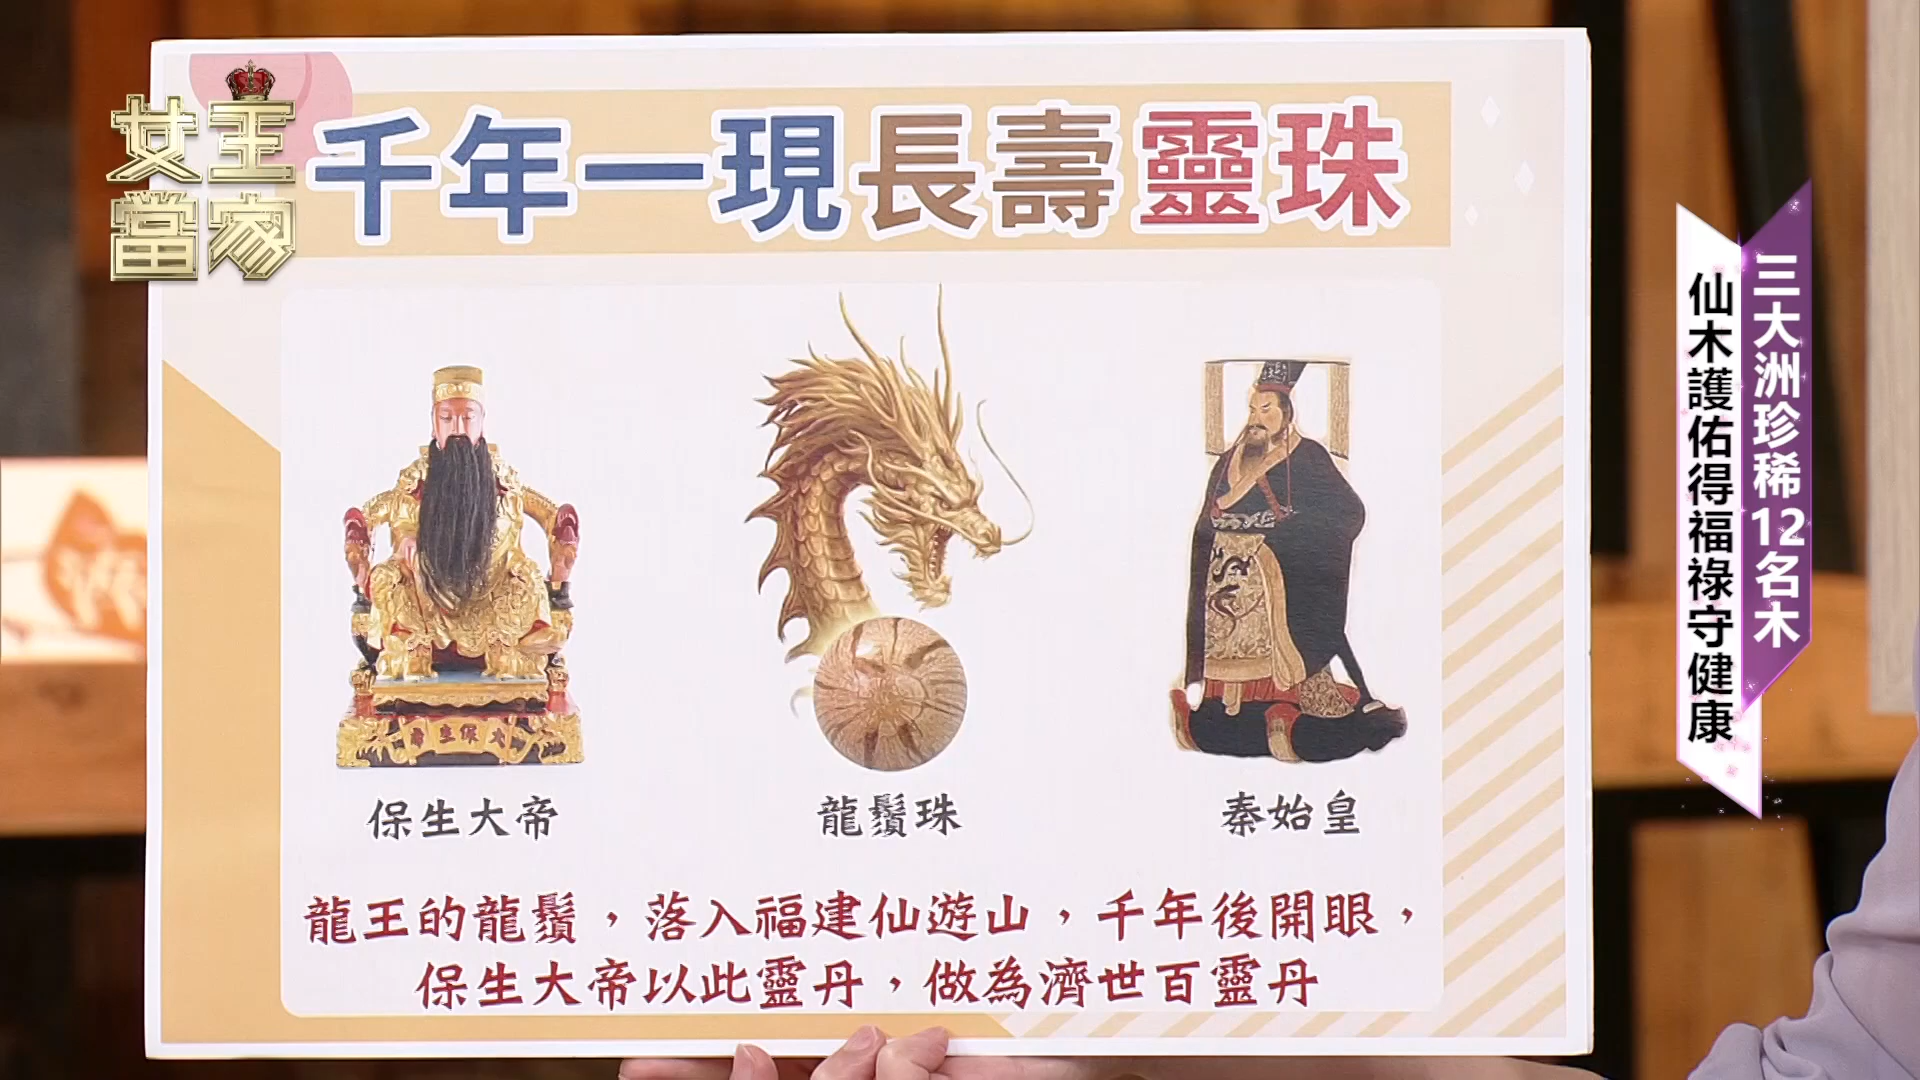 女王
當家
千年一現長壽靈珠
三大洲珍稀12名木
仙木護佑得福祿守健康
保生大帝
龍鬚珠
秦始皇
龍王的龍鬚，落入福建仙遊山，千年後開眼，
保生大帝以此靈丹，做為濟世百靈丹